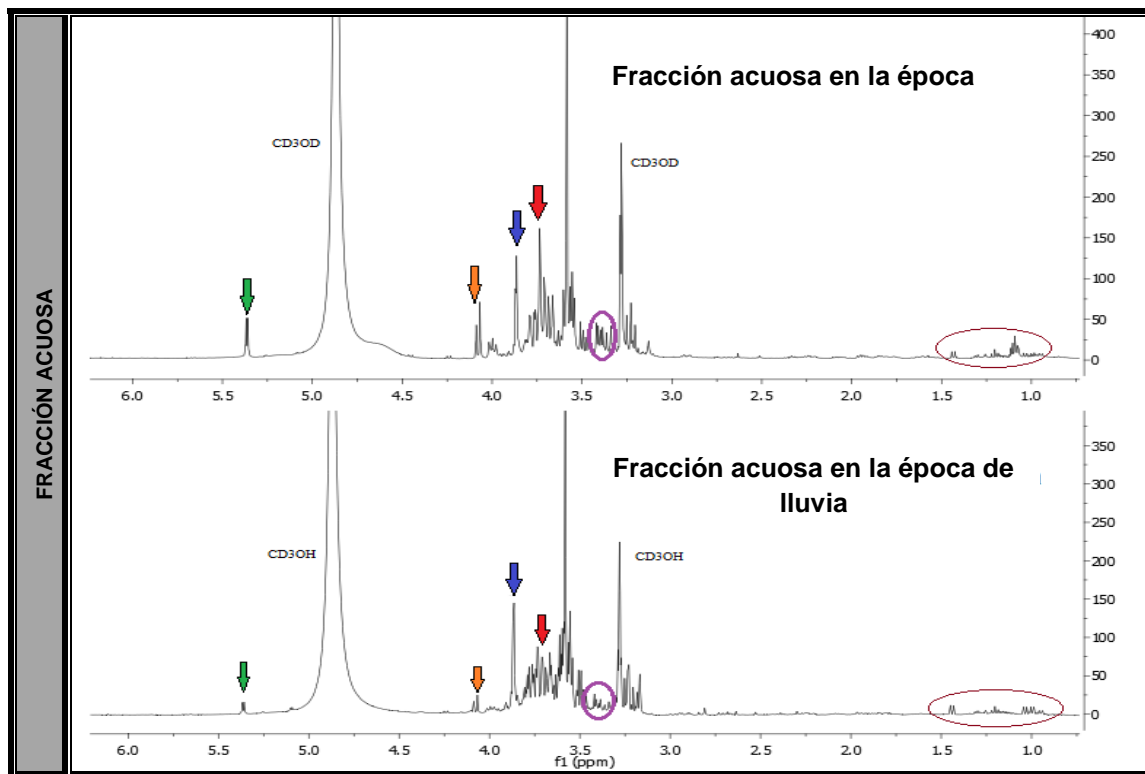 FRACCIÓN ACUOSA
Fracción acuosa en la época
CD3OD
CD3OD
400
350
300
250
200
150
100
50
0
6.0 5.5 5.0 4.5 4.0 3.5 3.0 2.5 2.0 1.5 1.0
Fracción acuosa en la época de
lluvia
CD3OH
CD3OH
350
300
250
200
150
100
50
0
6.0 5.5 5.0 4.5 4.0 3.5 3.0 2.5 2.0 1.5 1.0
f1 (ppm)